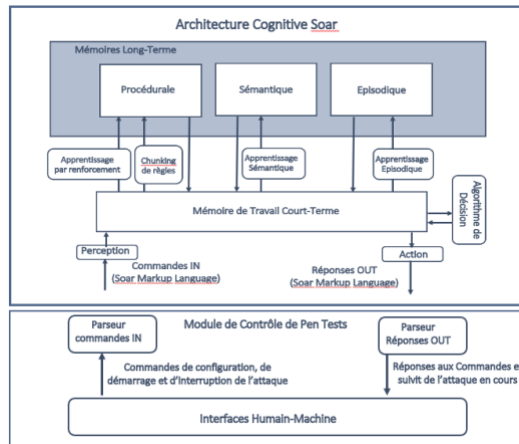 Architecture Cognitive Soar
Mémoires Long-Terme
Procédurale
Sémantique
Episodique
Apprentissage
par renforcement
Chunking
de règles
Apprentissage
Sémantique
Apprentissage
Episodique
Mémoire de Travail Court-Terme
Algorithme de
Décision
Perception
Action
Commandes IN
(Soar Markup Language)
Réponses OUT
(Soar Markup Language)
Module de Contrôle de Pen Tests
Parseur
commandes IN
Parseur
Réponses OUT
Commandes de configuration, de
démarrage et d'interruption de l'attaque
Réponses aux Commandes e
suivit de l'attaque en cours
Interfaces Humain-Machine